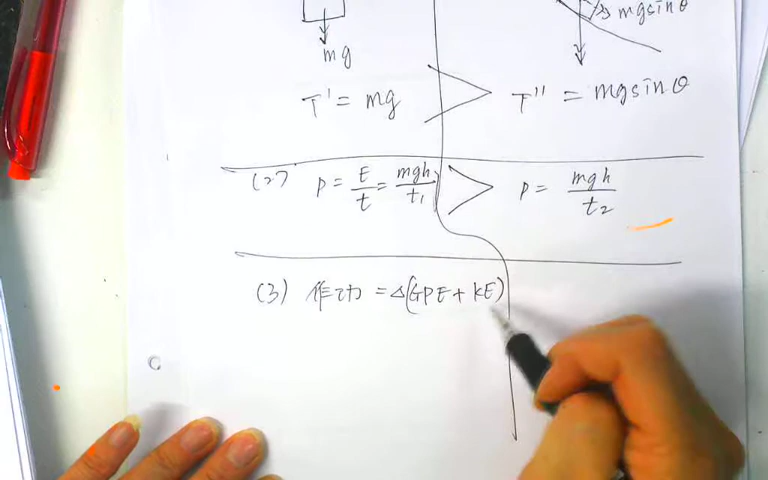 mg
mgsinθ
T' = mg > T'' = mgsinθ
(2) P = E/t = mgh/t₁ > P = mgh/t₂
(3) 作功 = Δ(GPE + KE)